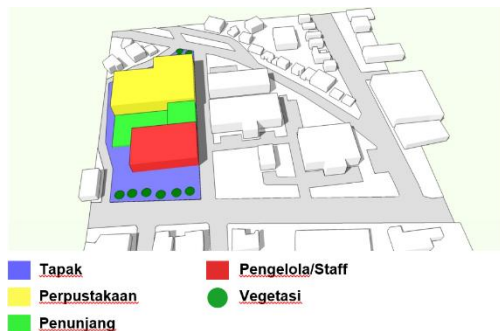 Tapak
Pengelola/Staff
Perpustakaan
Vegetasi
Penunjang